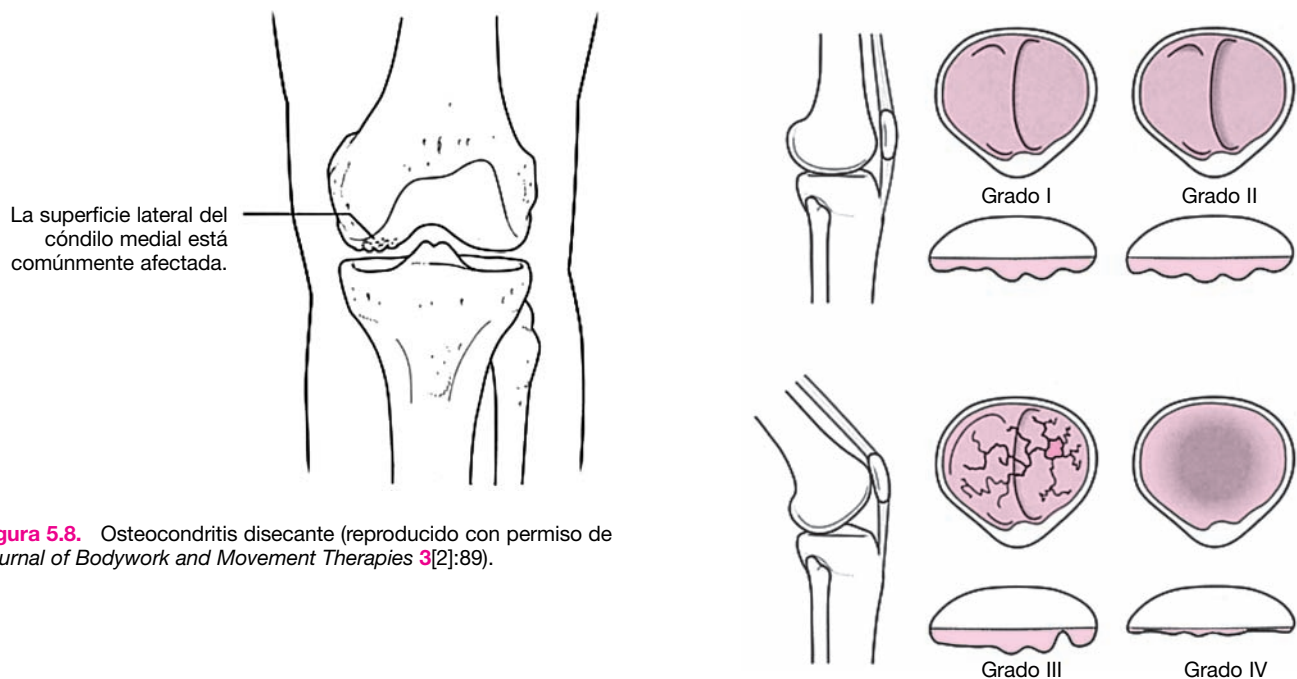 La superficie lateral del
cóndilo medial está
comúnmente afectada.
gura 5.8. Osteocondritis disecante (reproducido con permiso de
urnal of Bodywork and Movement Therapies 3[2]:89).
Grado I
Grado II
Grado III
Grado IV